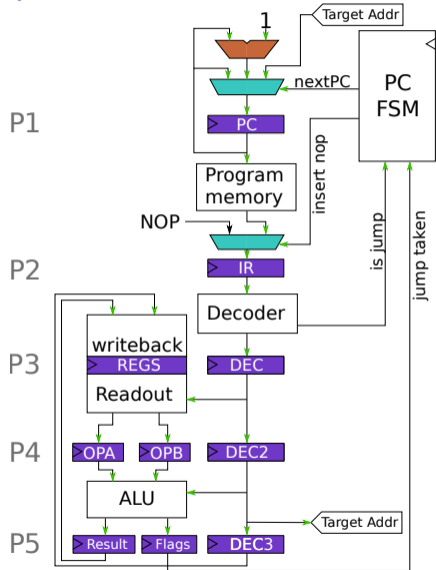 1
Target Addr
nextPC
PC
FSM
P1
PC
Program
memory
insert nop
is jump
jump taken
NOP
P2
IR
Decoder
writeback
P3
REGS
DEC
Readout
P4
OPA
OPB
DEC2
ALU
Target Addr
P5
Result
Flags
DEC3